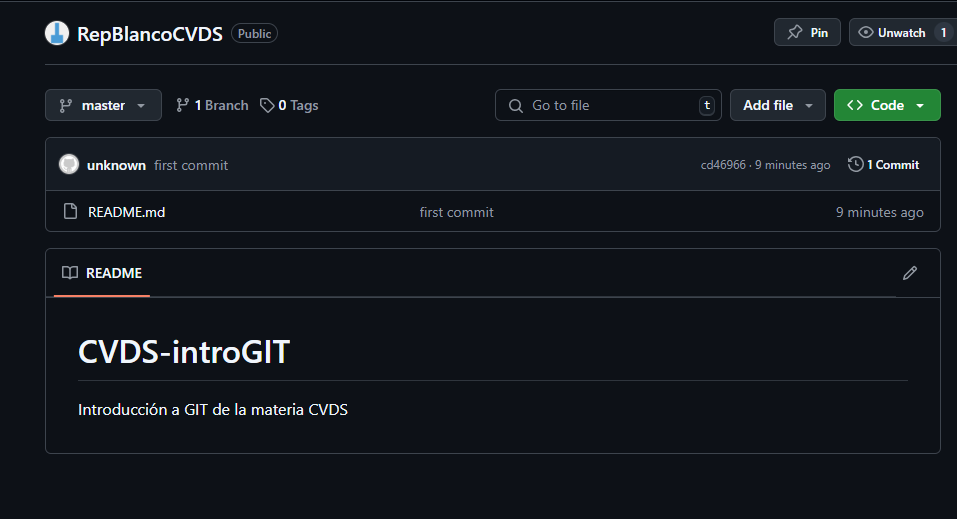 RepBlancoCVDS Public Pin Unwatch 1
master 1 Branch 0 Tags Go to file t Add file Code
unknown first commit cd46966 · 9 minutes ago 1 Commit
README.md first commit 9 minutes ago
README
CVDS-introGIT
Introducción a GIT de la materia CVDS